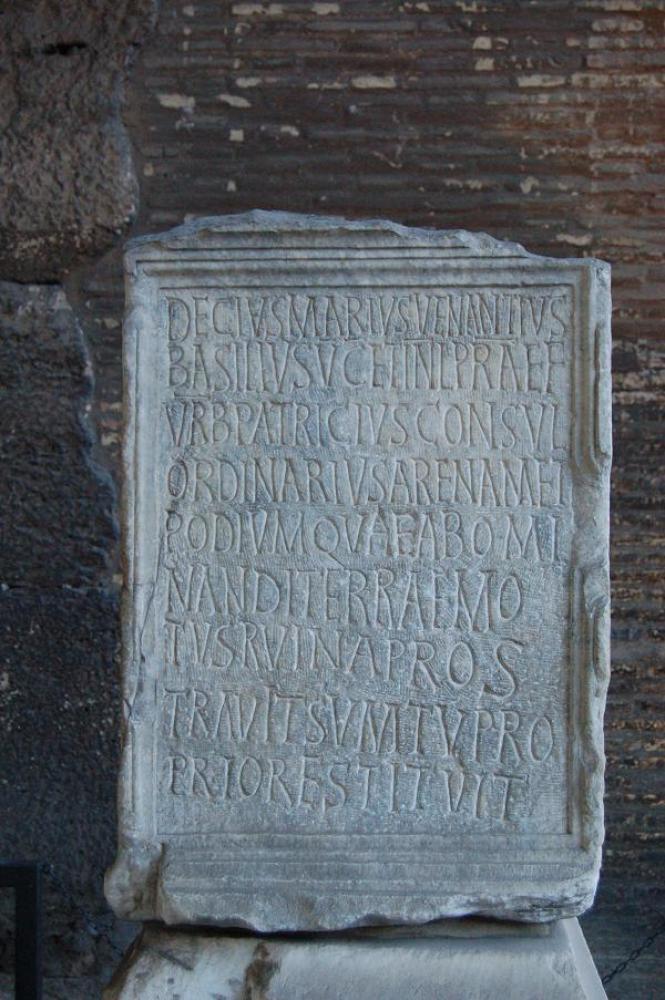 DECIVSMARIVSVENANTIVS
BASILIVSVCETINLPRAEF
VRBPATRICIVSCONSVL
ORDINARIVSARENAMET
PODIVMQVAEABOMI
NANDITERRAEMO
TVSRVINAPROS
TRAVITSVMTVPRO
PRIORESTITVIT